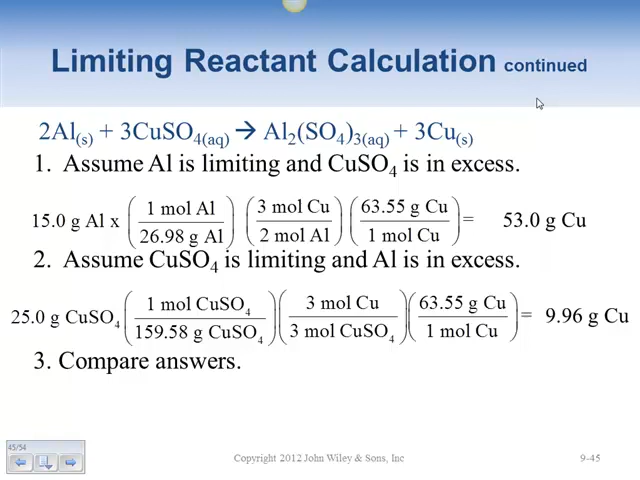 Limiting Reactant Calculation continued
2Al(s) + 3CuSO4(aq) → Al2(SO4)3(aq) + 3Cu(s)
1. Assume Al is limiting and CuSO4 is in excess.
15.0 g Al x (1 mol Al / 26.98 g Al) (3 mol Cu / 2 mol Al) (63.55 g Cu / 1 mol Cu) = 53.0 g Cu
2. Assume CuSO4 is limiting and Al is in excess.
25.0 g CuSO4 (1 mol CuSO4 / 159.58 g CuSO4) (3 mol Cu / 3 mol CuSO4) (63.55 g Cu / 1 mol Cu) = 9.96 g Cu
3. Compare answers.
45/54
Copyright 2012 John Wiley & Sons, Inc
9-45